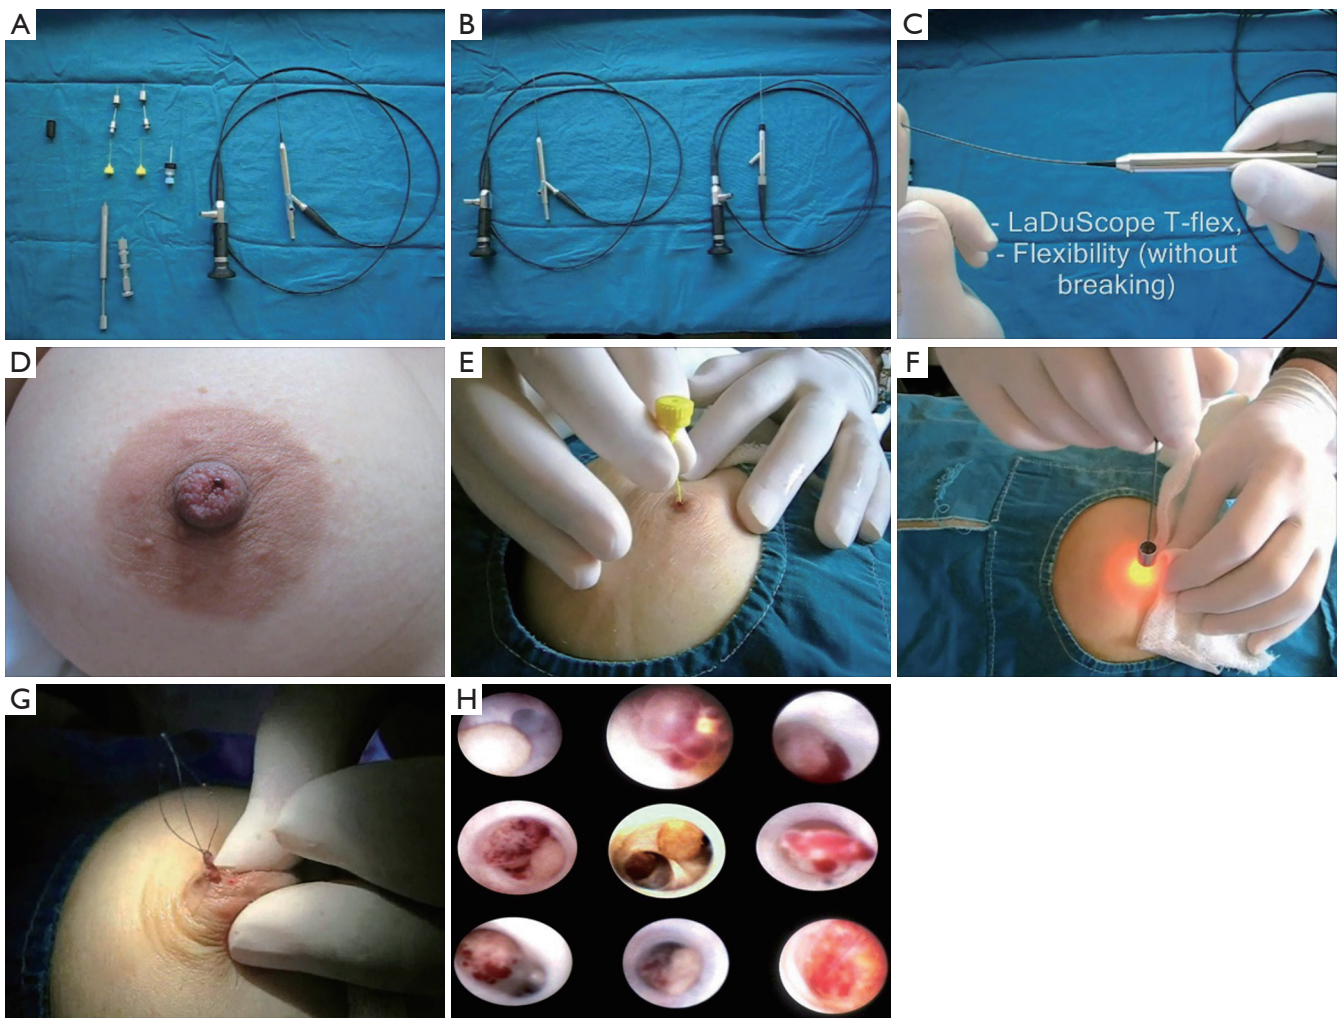 A
B
C
- LaDuScope T-flex,
- Flexibility (without
breaking)
D
E
F
G
H